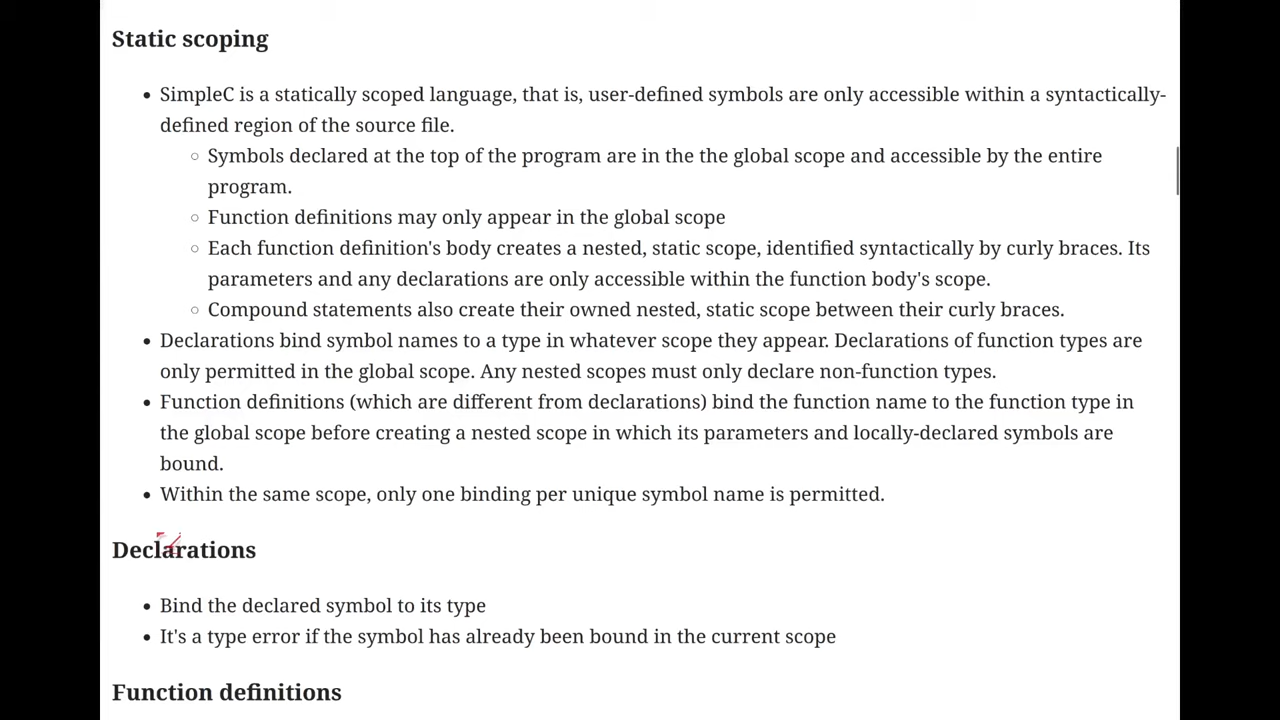 Static scoping
• SimpleC is a statically scoped language, that is, user-defined symbols are only accessible within a syntactically-
defined region of the source file.
◦ Symbols declared at the top of the program are in the the global scope and accessible by the entire
program.
◦ Function definitions may only appear in the global scope
◦ Each function definition's body creates a nested, static scope, identified syntactically by curly braces. Its
parameters and any declarations are only accessible within the function body's scope.
◦ Compound statements also create their owned nested, static scope between their curly braces.
• Declarations bind symbol names to a type in whatever scope they appear. Declarations of function types are
only permitted in the global scope. Any nested scopes must only declare non-function types.
• Function definitions (which are different from declarations) bind the function name to the function type in
the global scope before creating a nested scope in which its parameters and locally-declared symbols are
bound.
• Within the same scope, only one binding per unique symbol name is permitted.
Declarations
• Bind the declared symbol to its type
• It's a type error if the symbol has already been bound in the current scope
Function definitions